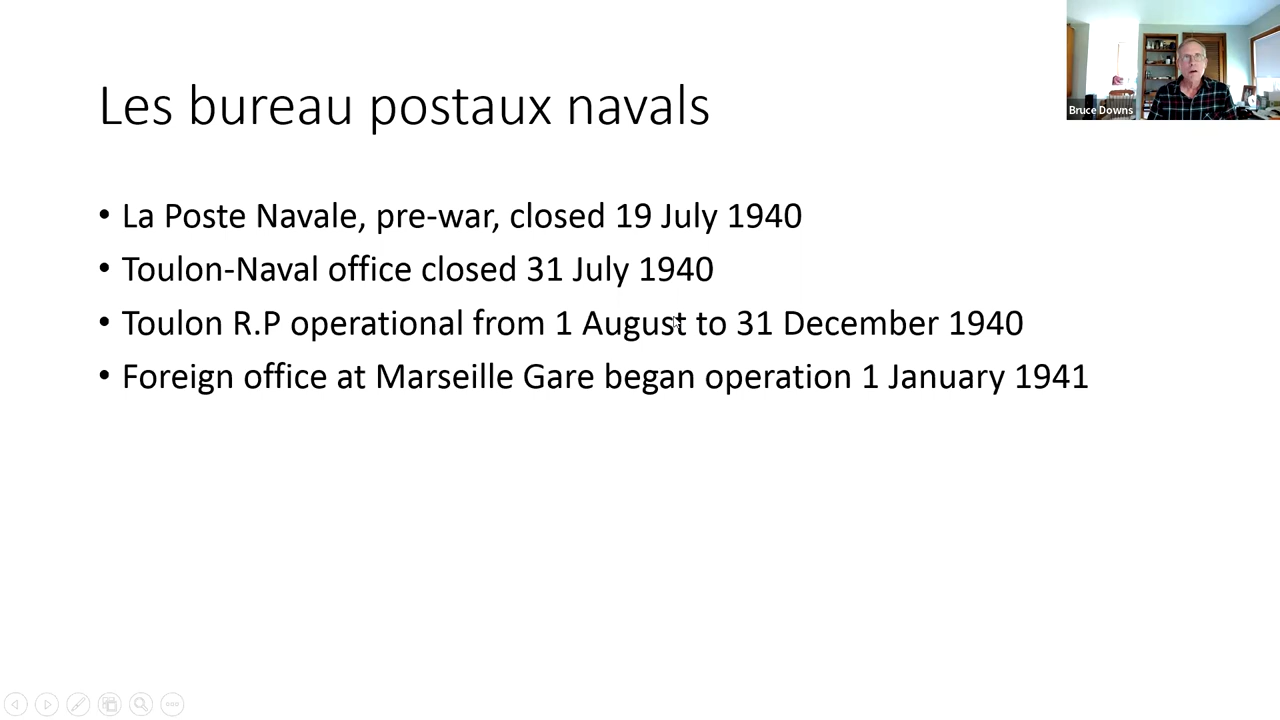 Les bureau postaux navals
Bruce Downs
• La Poste Navale, pre-war, closed 19 July 1940
• Toulon-Naval office closed 31 July 1940
• Toulon R.P operational from 1 August to 31 December 1940
• Foreign office at Marseille Gare began operation 1 January 1941